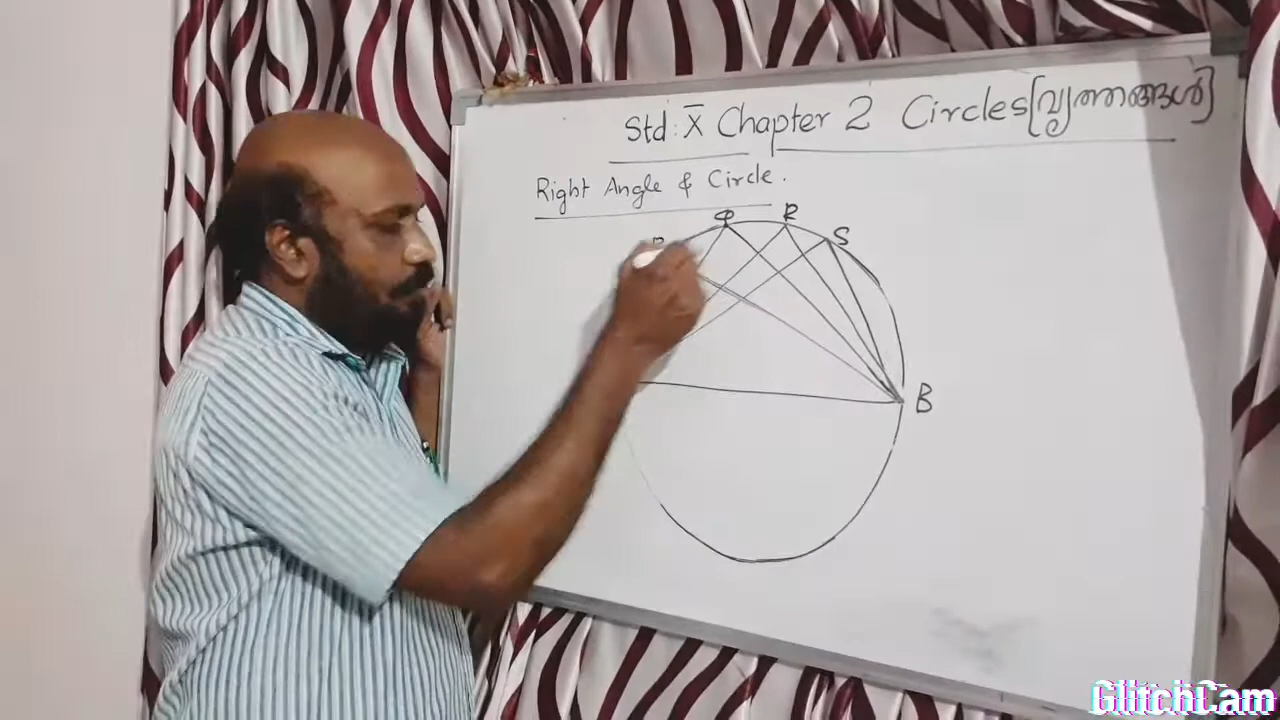 Std: X Chapter 2 Circles [വൃത്തങ്ങൾ]
Right Angle & Circle.
P Q R S
B
GlitchCam